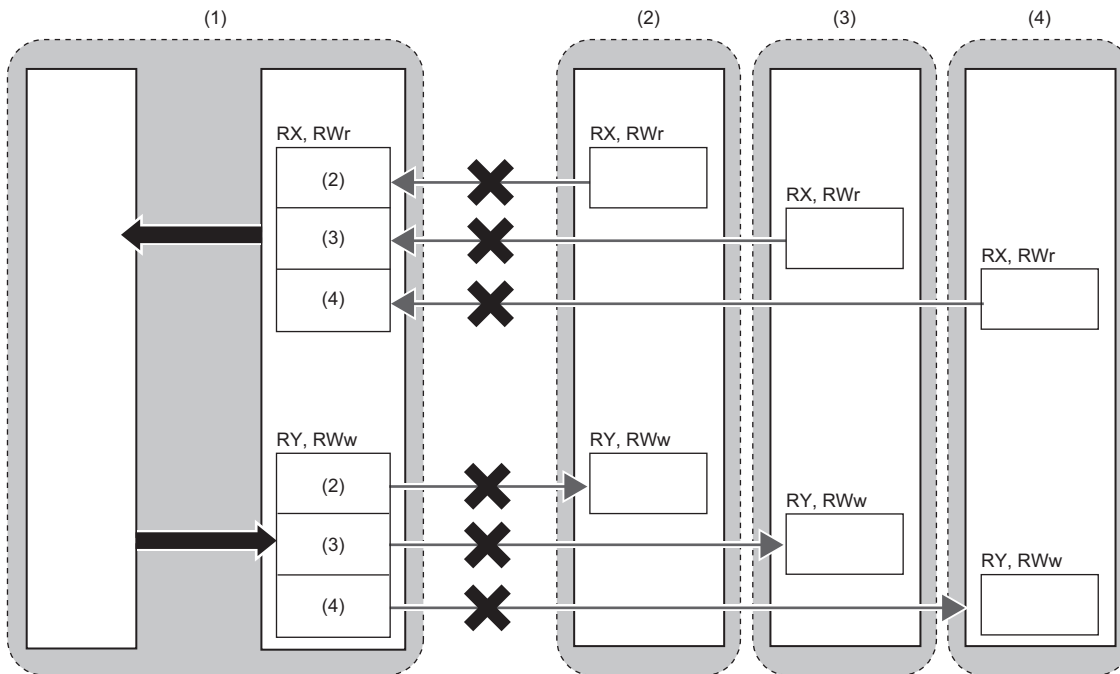 (1)
(2)
(3)
(4)
RX, RWr
(2)
(3)
(4)
RX, RWr
RX, RWr
RX, RWr
RY, RWw
(2)
(3)
(4)
RY, RWw
RY, RWw
RY, RWw